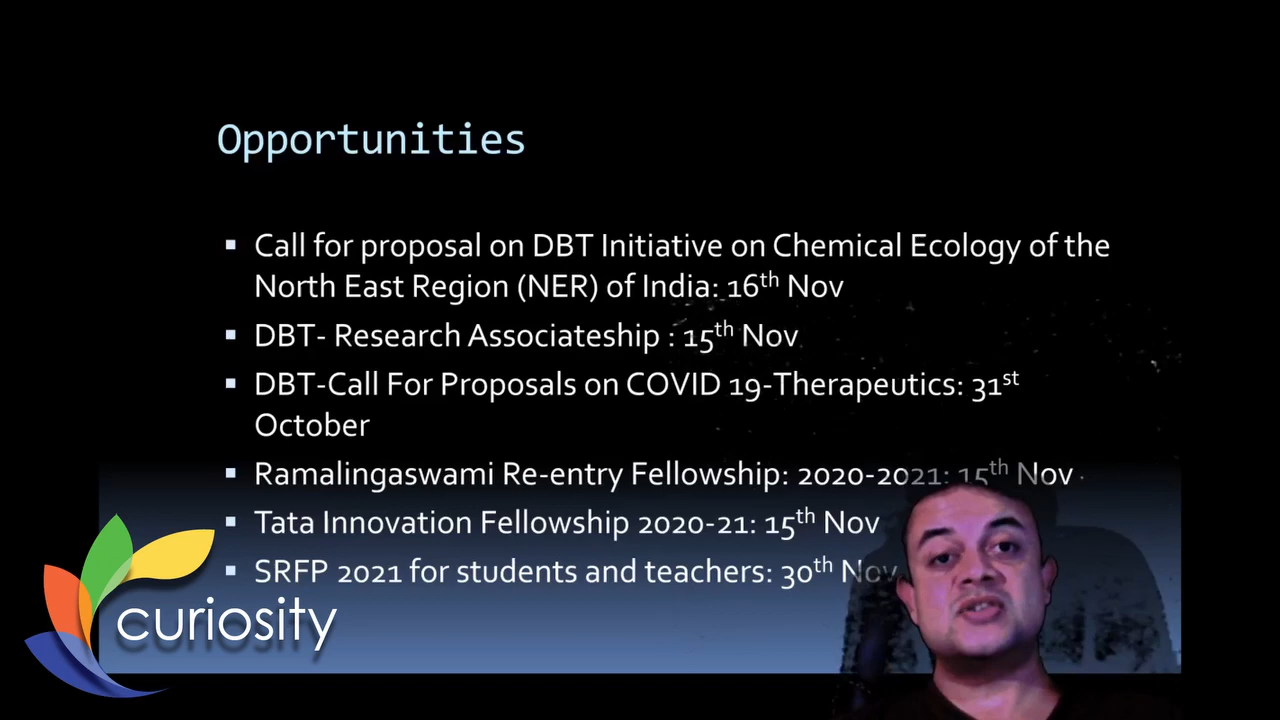 Opportunities
Call for proposal on DBT Initiative on Chemical Ecology of the
North East Region (NER) of India: 16th Nov
DBT- Research Associateship : 15th Nov
DBT-Call For Proposals on COVID 19-Therapeutics: 31st
October
Ramalingaswami Re-entry Fellowship: 2020-2021: 15th Nov
Tata Innovation Fellowship 2020-21: 15th Nov
SRFP 2021 for students and teachers: 30th Nov
curiosity